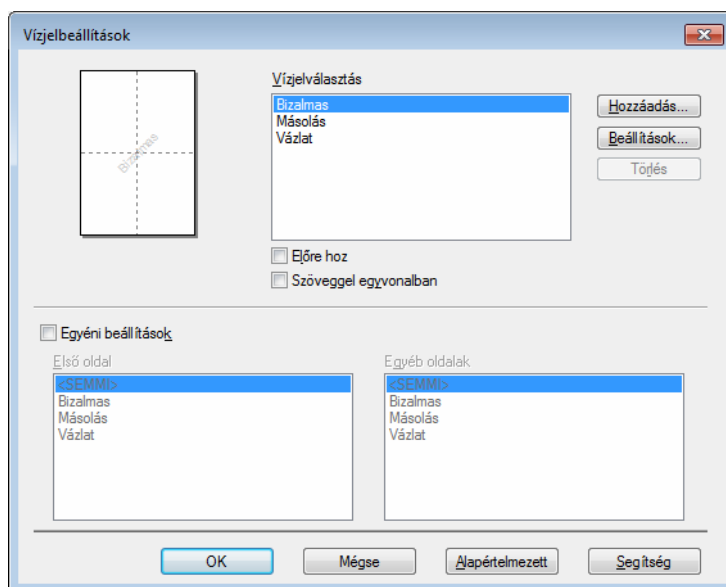 Vízjelbeállítások
Vízjelválasztás
Bizalmas
Másolás
Vázlat
Hozzáadás...
Beállítások...
Törlés
Bizalmas
Előre hoz
Szöveggel egyvonalban
Egyéni beállítások
Első oldal
<SEMMI>
Bizalmas
Másolás
Vázlat
Egyéb oldalak
<SEMMI>
Bizalmas
Másolás
Vázlat
OK
Mégse
Alapértelmezett
Segítség